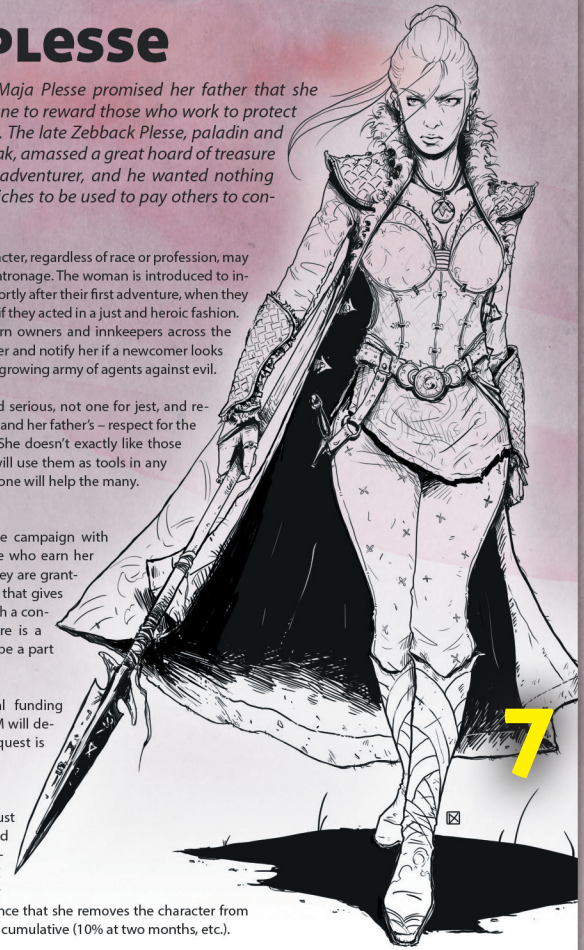 PLesse
Maja Plesse promised her father that she
ne to reward those who work to protect
. The late Zebback Plesse, paladin and
ak, amassed a great hoard of treasure
adventurer, and he wanted nothing
iches to be used to pay others to con-
acter, regardless of race or profession, may
atronage. The woman is introduced to in-
ortly after their first adventure, when they
if they acted in a just and heroic fashion.
rn owners and innkeepers across the
er and notify her if a newcomer looks
growing army of agents against evil.
d serious, not one for jest, and re-
and her father's – respect for the
She doesn't exactly like those
will use them as tools in any
one will help the many.
e campaign with
e who earn her
ey are grant-
that gives
h a con-
re is a
be a part
al funding
M will de-
quest is
ust
d
-
.
nce that she removes the character from
cumulative (10% at two months, etc.).
7